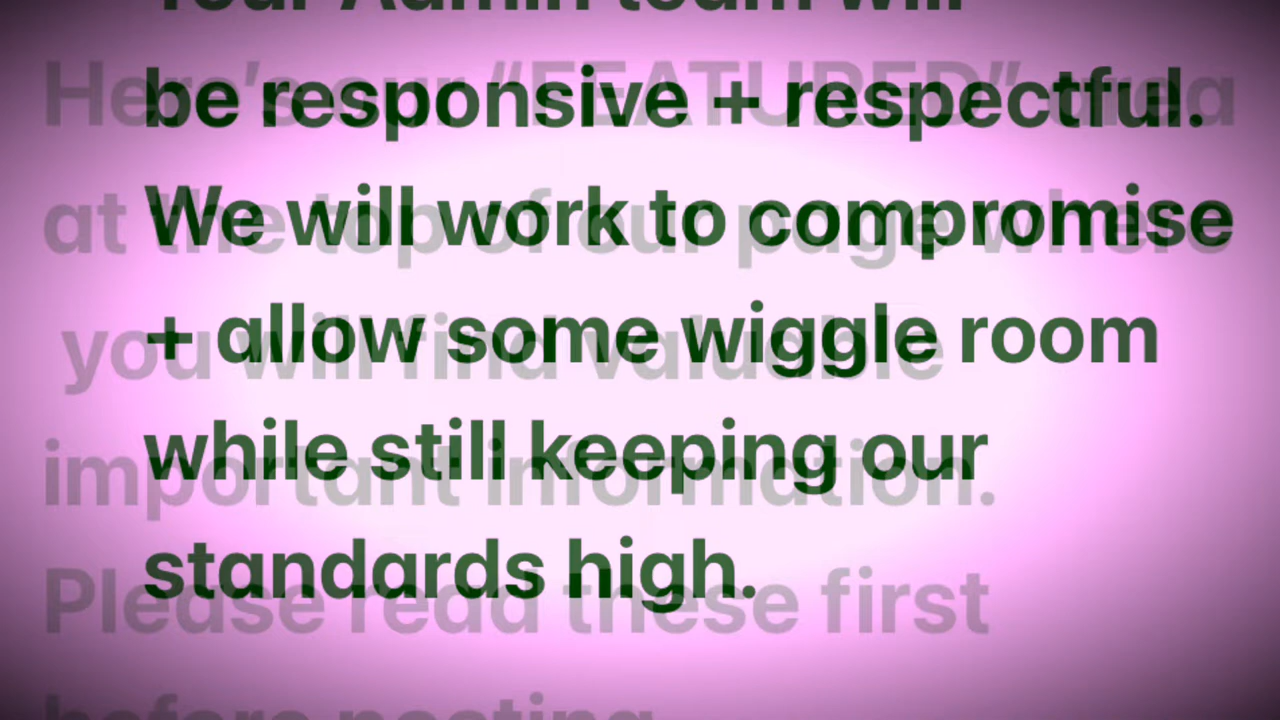 Your Admin team will
be responsive + respectful.
We will work to compromise
+ allow some wiggle room
while still keeping our
standards high.
Here's our “FEATURED” area
at the top of our page where
you will find valuable
important information.
Please read these first
before posting